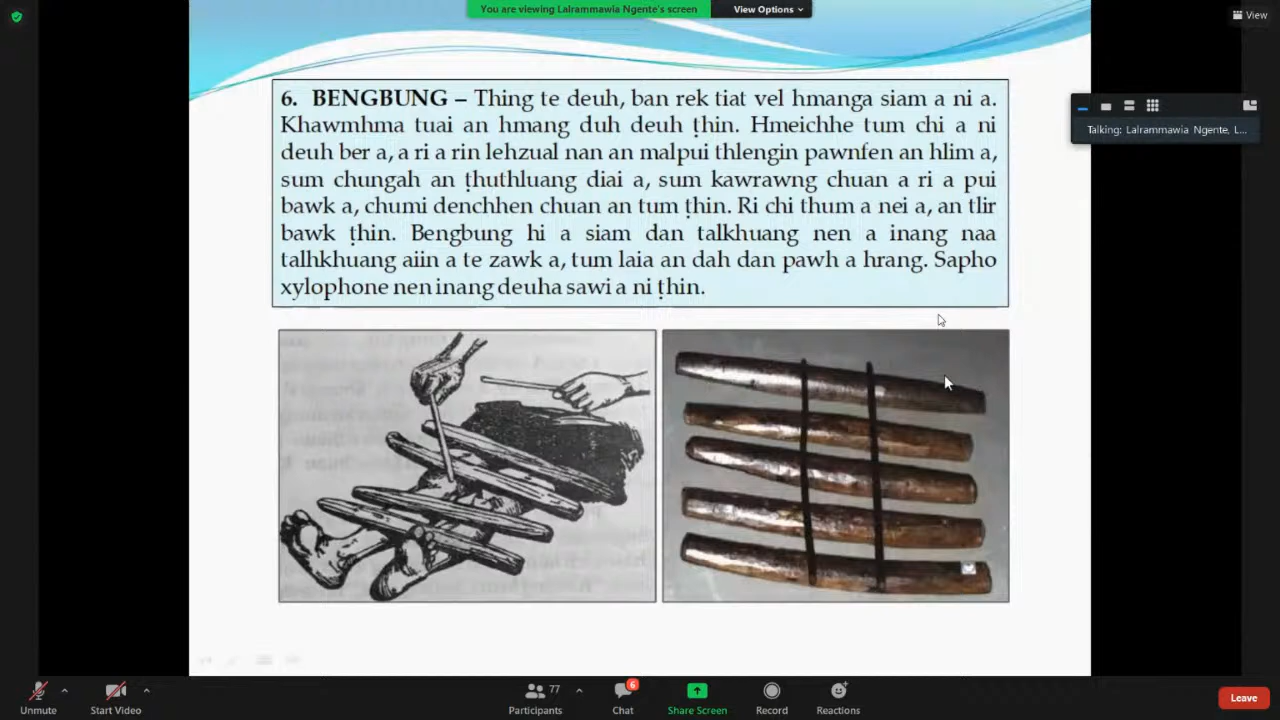 You are viewing Lalrammawia Ngente's screen
View Options
View
Talking: Lalrammawia Ngente, L...
6. BENGBUNG – Thing te deuh, ban rek tiat vel hmanga siam a ni a.
Khawmhma tuai an hmang duh deuh ṭhin. Hmeichhe tum chi a ni
deuh ber a, a ri a rin lehzual nan an malpui thlengin pawnfen an hlim a,
sum chungah an ṭhuthluang diai a, sum kawrawng chuan a ri a pui
bawk a, chumi denchhen chuan an tum ṭhin. Ri chi thum a nei a, an tlir
bawk ṭhin. Bengbung hi a siam dan talkhuang nen a inang naa
talhkhuang aiin a te zawk a, tum laia an dah dan pawh a hrang. Sapho
xylophone nen inang deuha sawi a ni ṭhin.
Unmute
Start Video
77
Participants
6
Chat
Share Screen
Record
Reactions
Leave